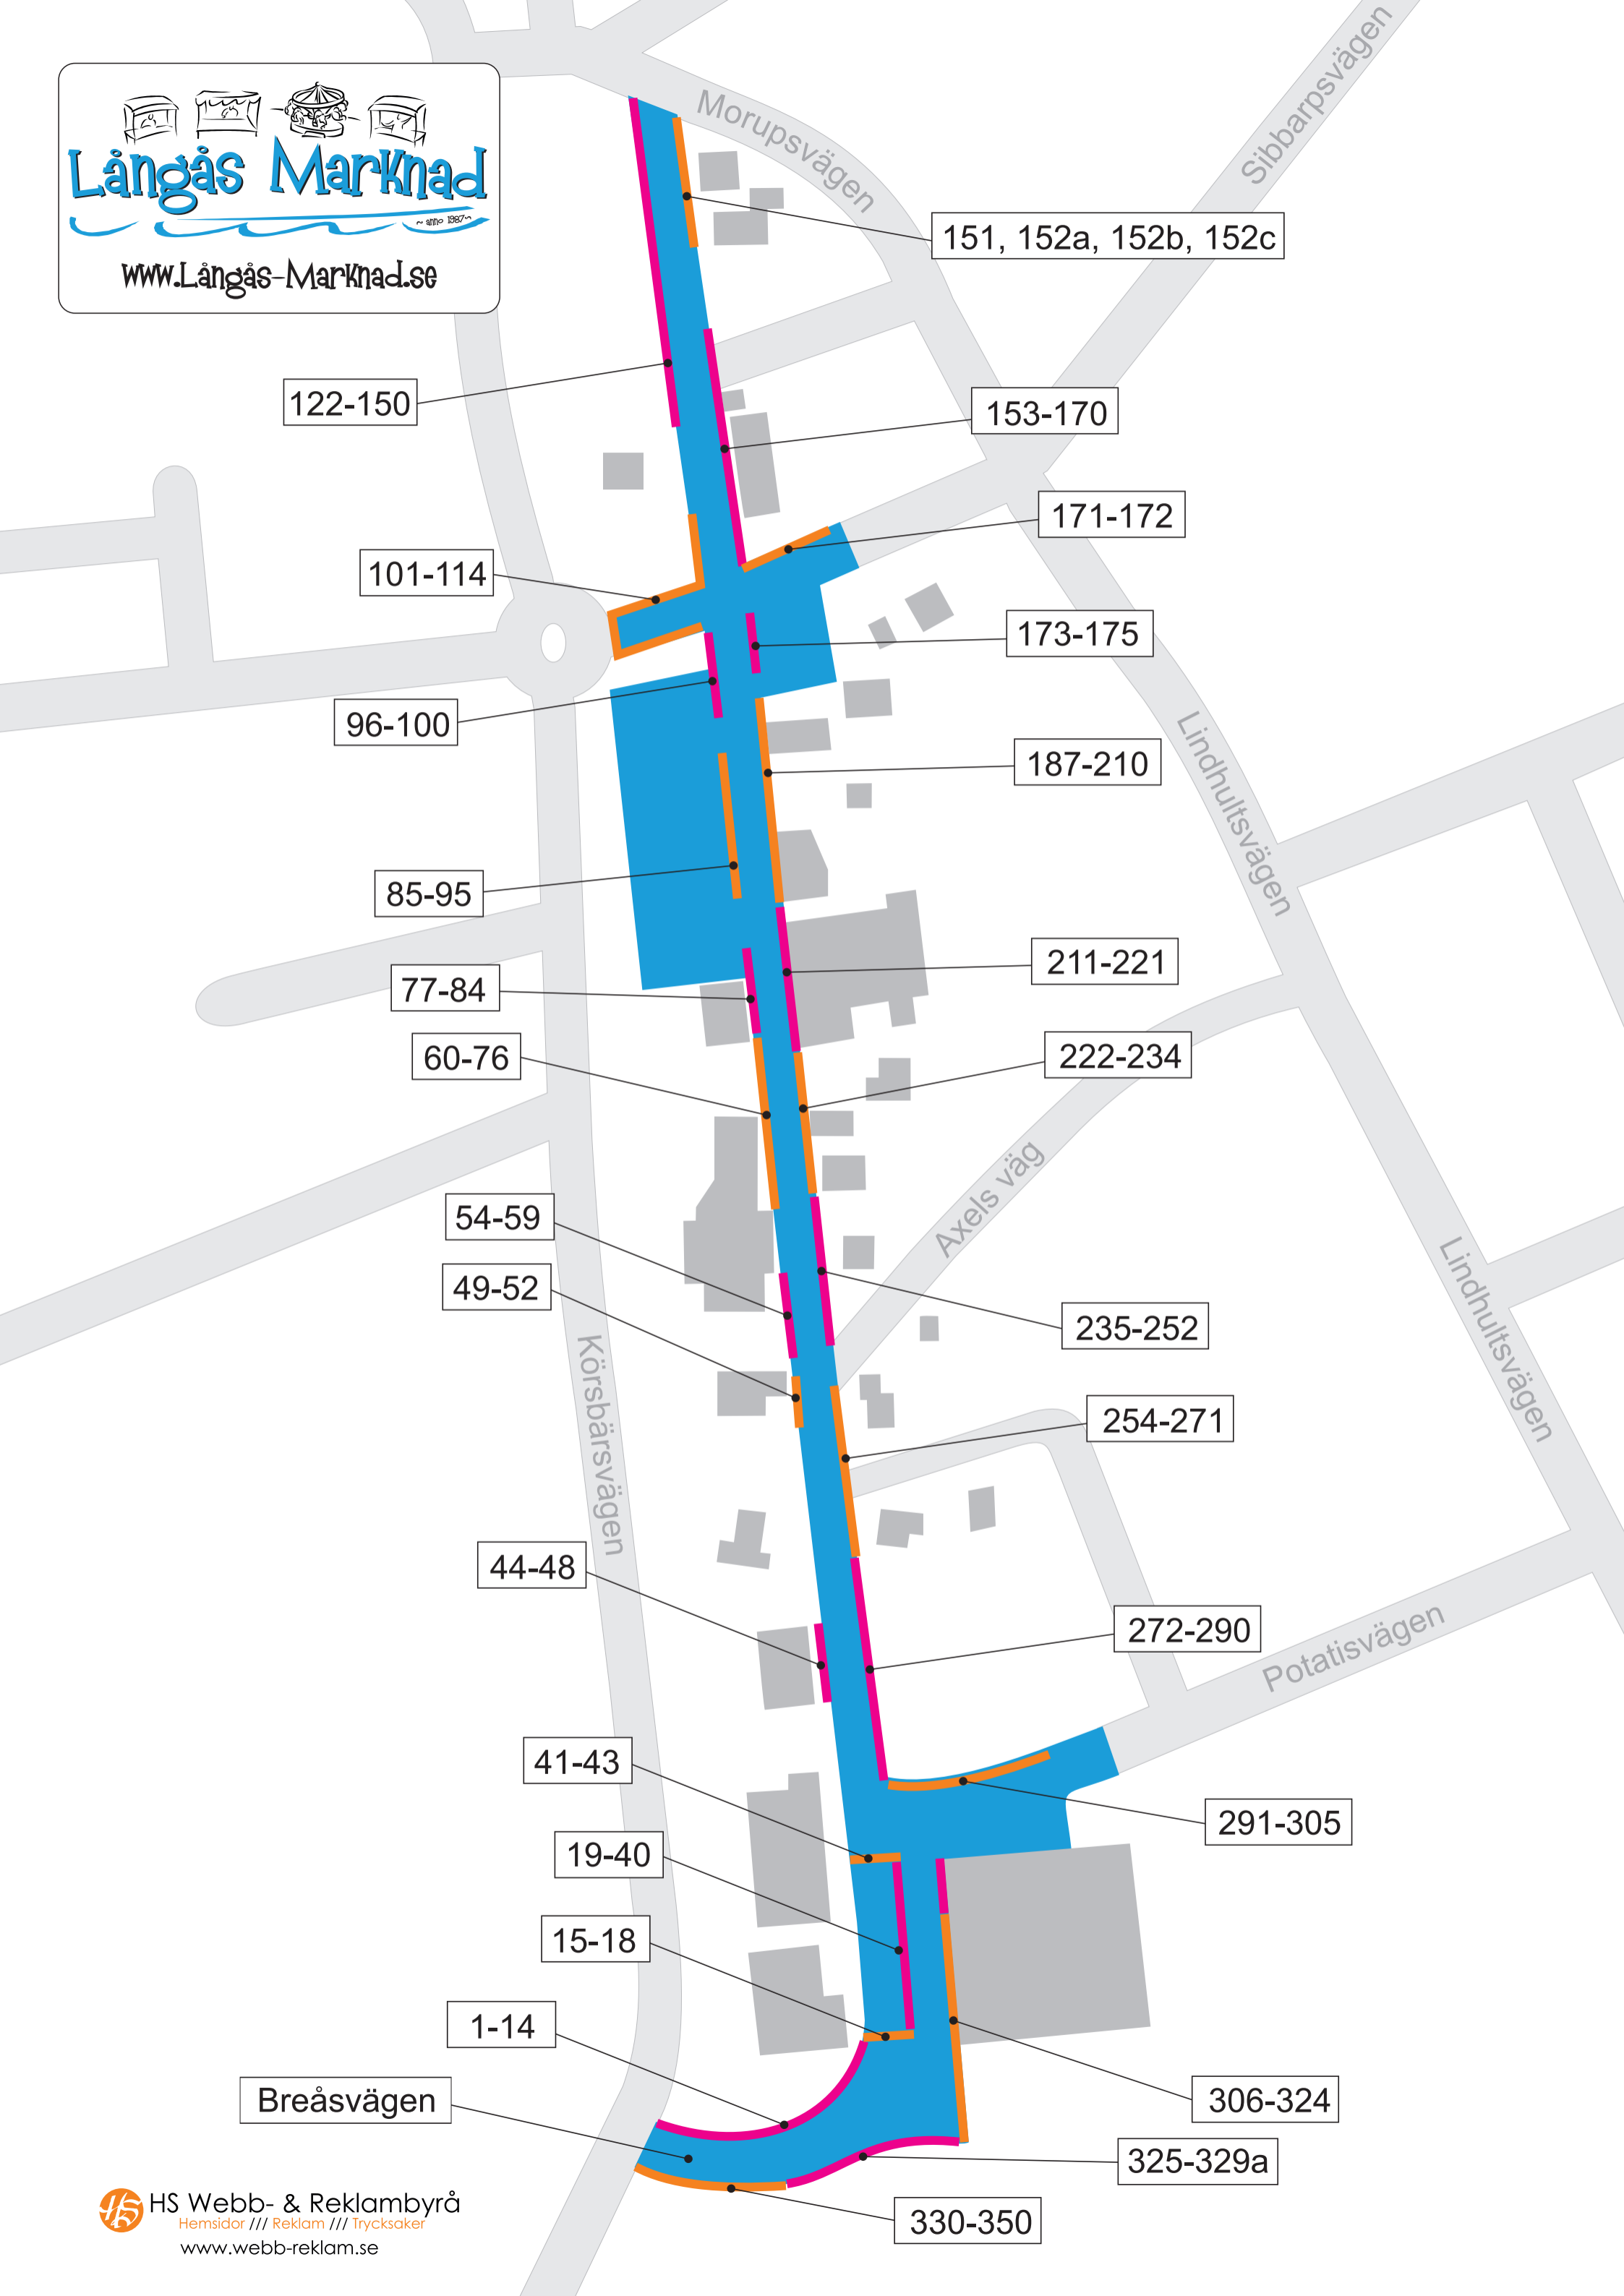 Långås Marknad
~ anno 1987~
www.Långås-Marknad.se
Morupsvägen
Sibbarpsvägen
151, 152a, 152b, 152c
122-150
153-170
171-172
101-114
173-175
96-100
187-210
Lindhultsvägen
85-95
211-221
77-84
60-76
222-234
Axels väg
54-59
49-52
235-252
Lindhultsvägen
Körsbärsvägen
254-271
44-48
272-290
Potatisvägen
41-43
291-305
19-40
15-18
1-14
Breåsvägen
306-324
325-329a
330-350
HS HS Webb- & Reklambyrå
Hemsidor /// Reklam /// Trycksaker
www.webb-reklam.se